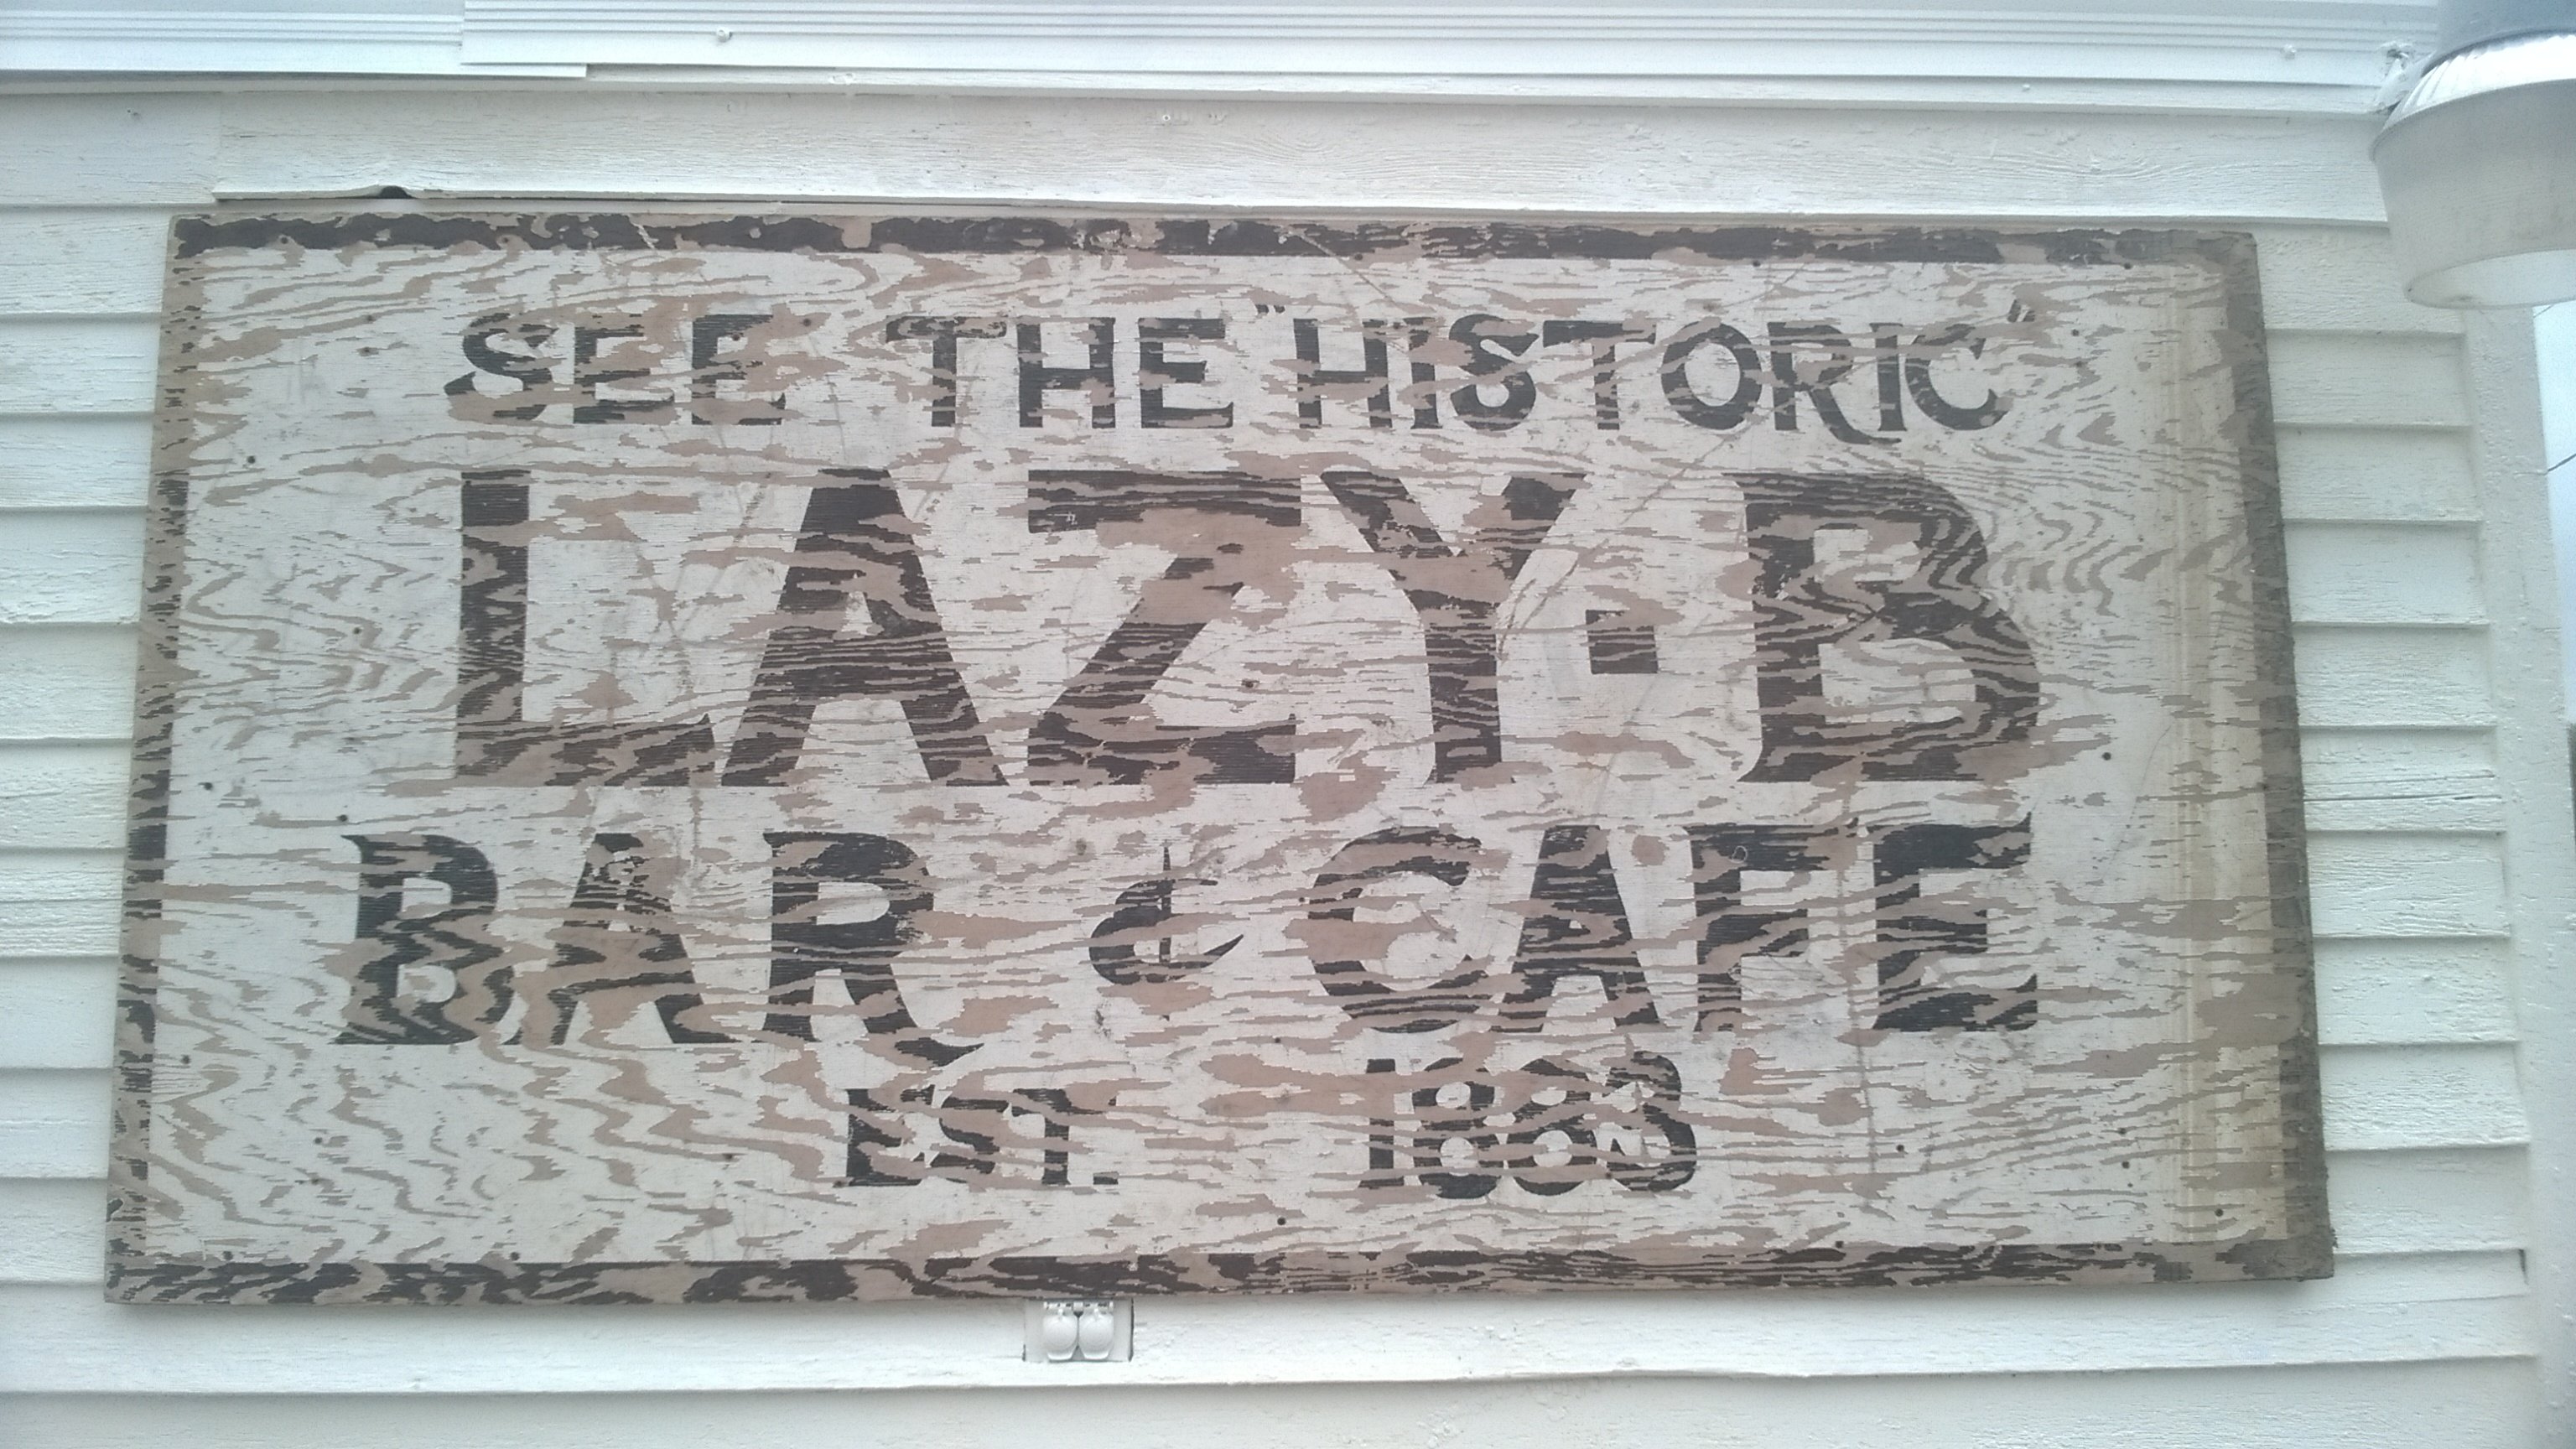 SEE THE "HISTORIC"
LAZY-B
BAR & CAFE
EST. 1883